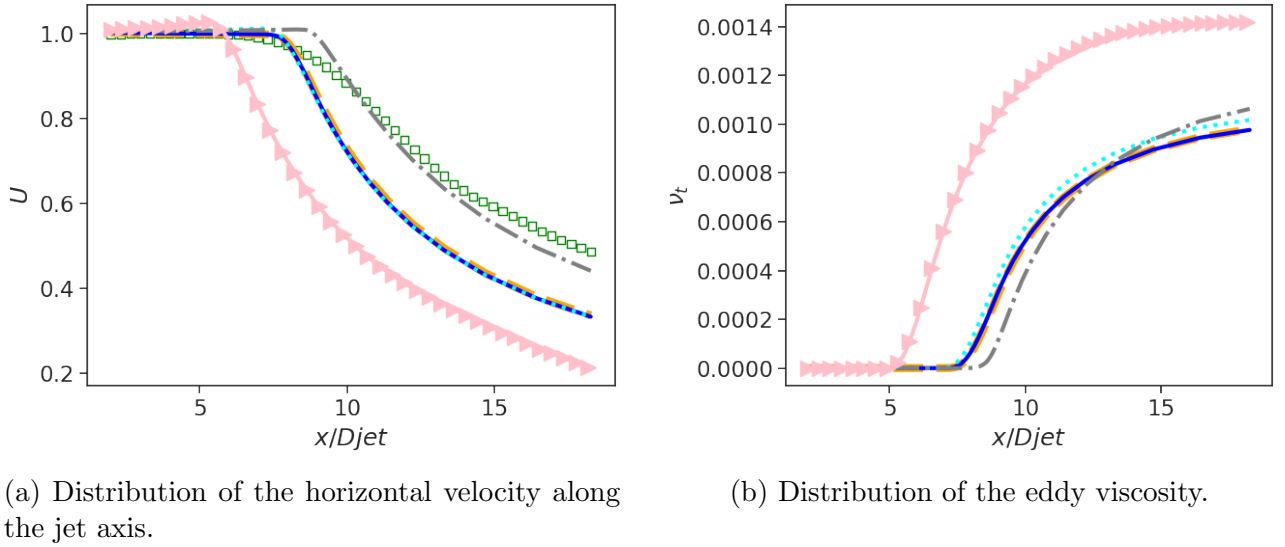 1.0
0.8
0.6
0.4
0.2
U
5
10
15
x/Djet
0.0014
0.0012
0.0010
0.0008
0.0006
0.0004
0.0002
0.0000
νt
5
10
15
x/Djet
(a) Distribution of the horizontal velocity along
the jet axis.
(b) Distribution of the eddy viscosity.